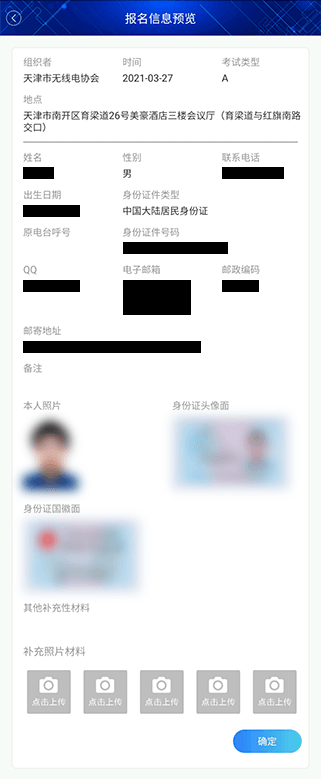 报名信息预览
组织者 时间 考试类型
天津市无线电协会 2021-03-27 A
地点
天津市南开区育梁道26号美豪酒店三楼会议厅（育梁道与红旗南路
交口）
姓名 性别 联系电话
男
出生日期 身份证件类型
中国大陆居民身份证
原电台呼号 身份证件号码
QQ 电子邮箱 邮政编码
邮寄地址
备注
本人照片 身份证头像面
身份证国徽面
其他补充性材料
补充照片材料
点击上传 点击上传 点击上传 点击上传 点击上传
确定